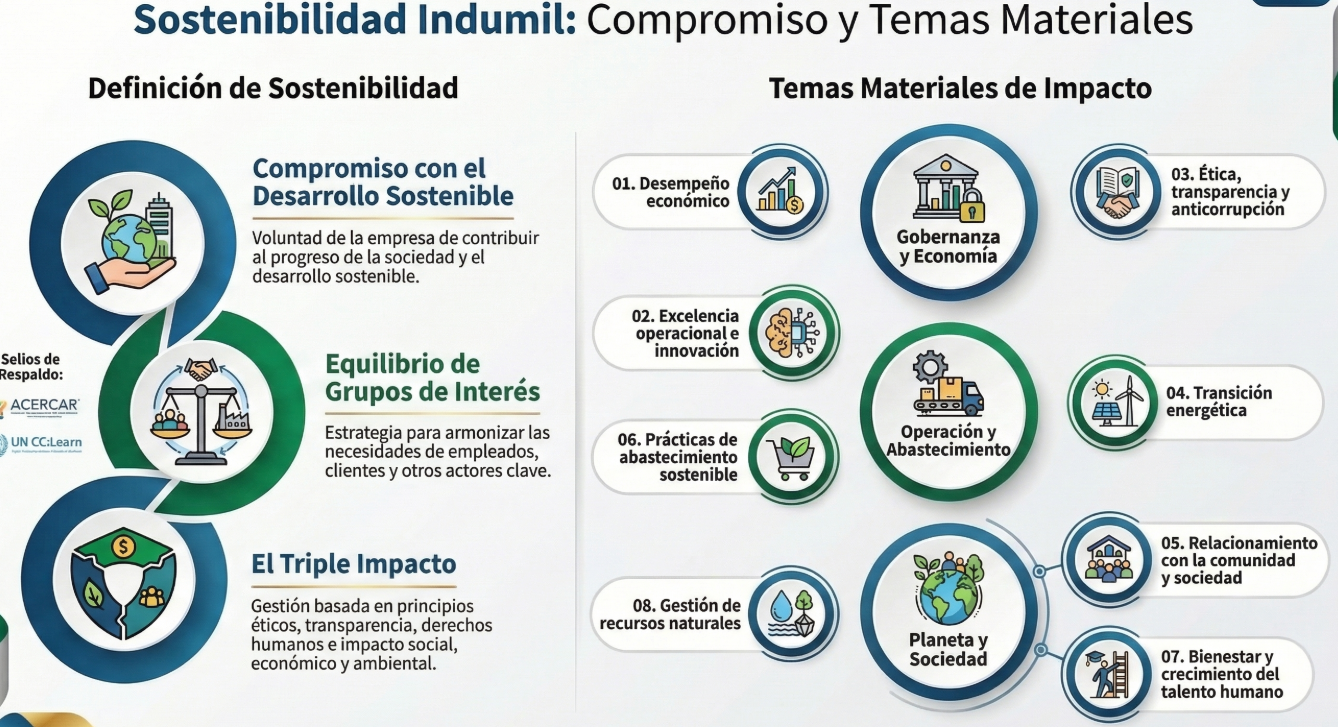 Sostenibilidad Indumil: Compromiso y Temas Materiales
Definición de Sostenibilidad
Compromiso con el
Desarrollo Sostenible
Voluntad de la empresa de contribuir
al progreso de la sociedad y el
desarrollo sostenible.
Selios de
Respaldo:
ACERCAR
UN CC:Learn
Equilibrio de
Grupos de Interés
Estrategia para armonizar las
necesidades de empleados,
clientes y otros actores clave.
El Triple Impacto
Gestión basada en principios
éticos, transparencia, derechos
humanos e impacto social,
económico y ambiental.
Temas Materiales de Impacto
01. Desempeño
económico
Gobernanza
y Economía
03. Ética,
transparencia y
anticorrupción
02. Excelencia
operacional e
innovación
06. Prácticas de
abastecimiento
sostenible
Operación y
Abastecimiento
04. Transición
energética
08. Gestión de
recursos naturales
Planeta y
Sociedad
05. Relacionamiento
con la comunidad
y sociedad
07. Bienestar y
crecimiento del
talento humano